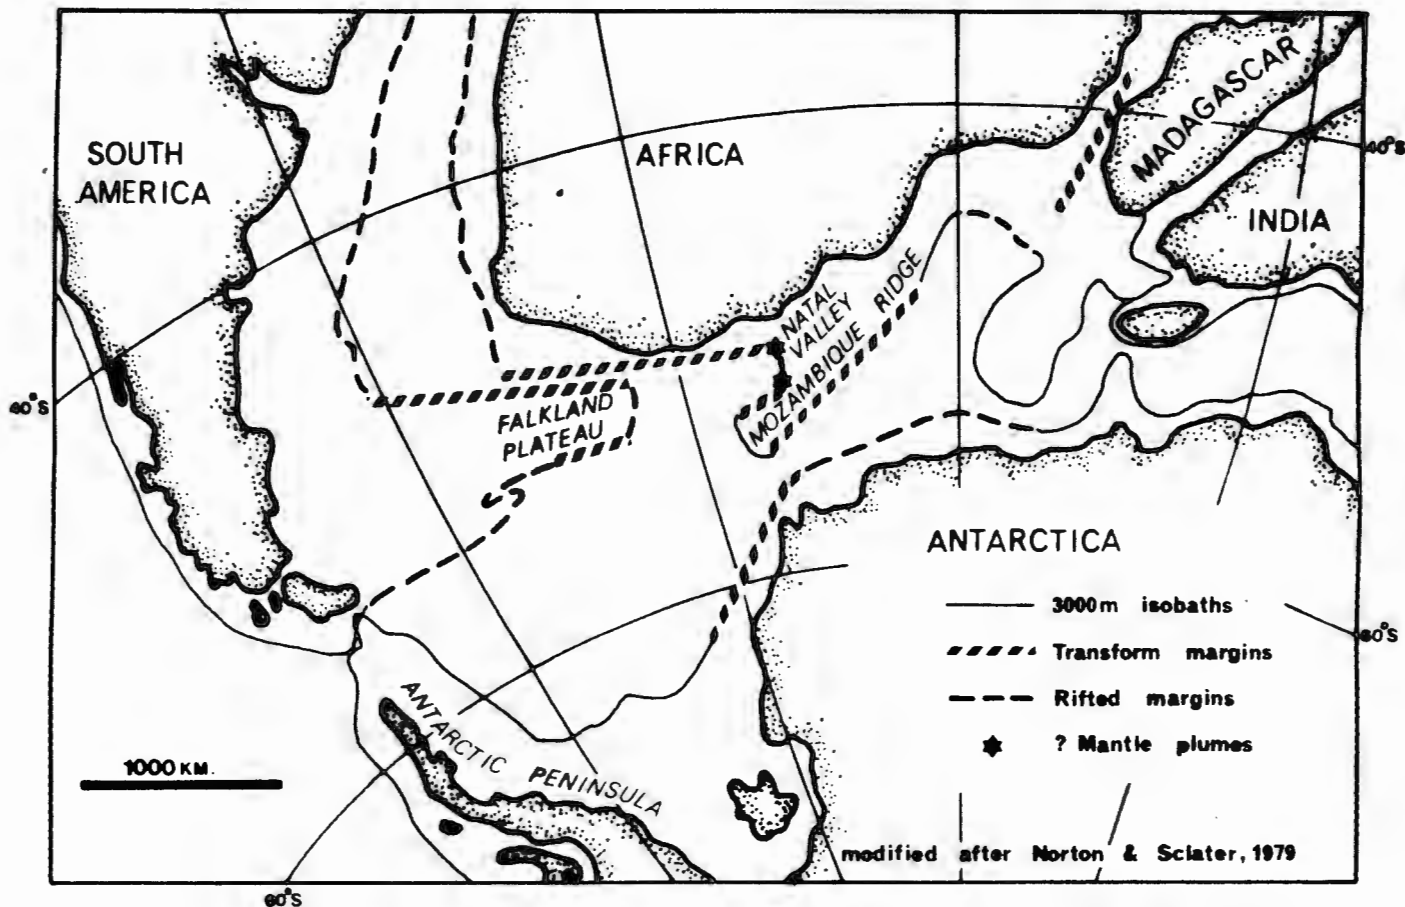 SOUTH
AMERICA
AFRICA
MADAGASCAR
INDIA
40°S
40°S
NATAL
VALLEY
MOZAMBIQUE RIDGE
FALKLAND
PLATEAU
ANTARCTICA
3000m isobaths
Transform margins
Rifted margins
? Mantle plumes
60°S
ANTARCTIC PENINSULA
1000 KM.
modified after Norton & Sclater, 1979
60°S